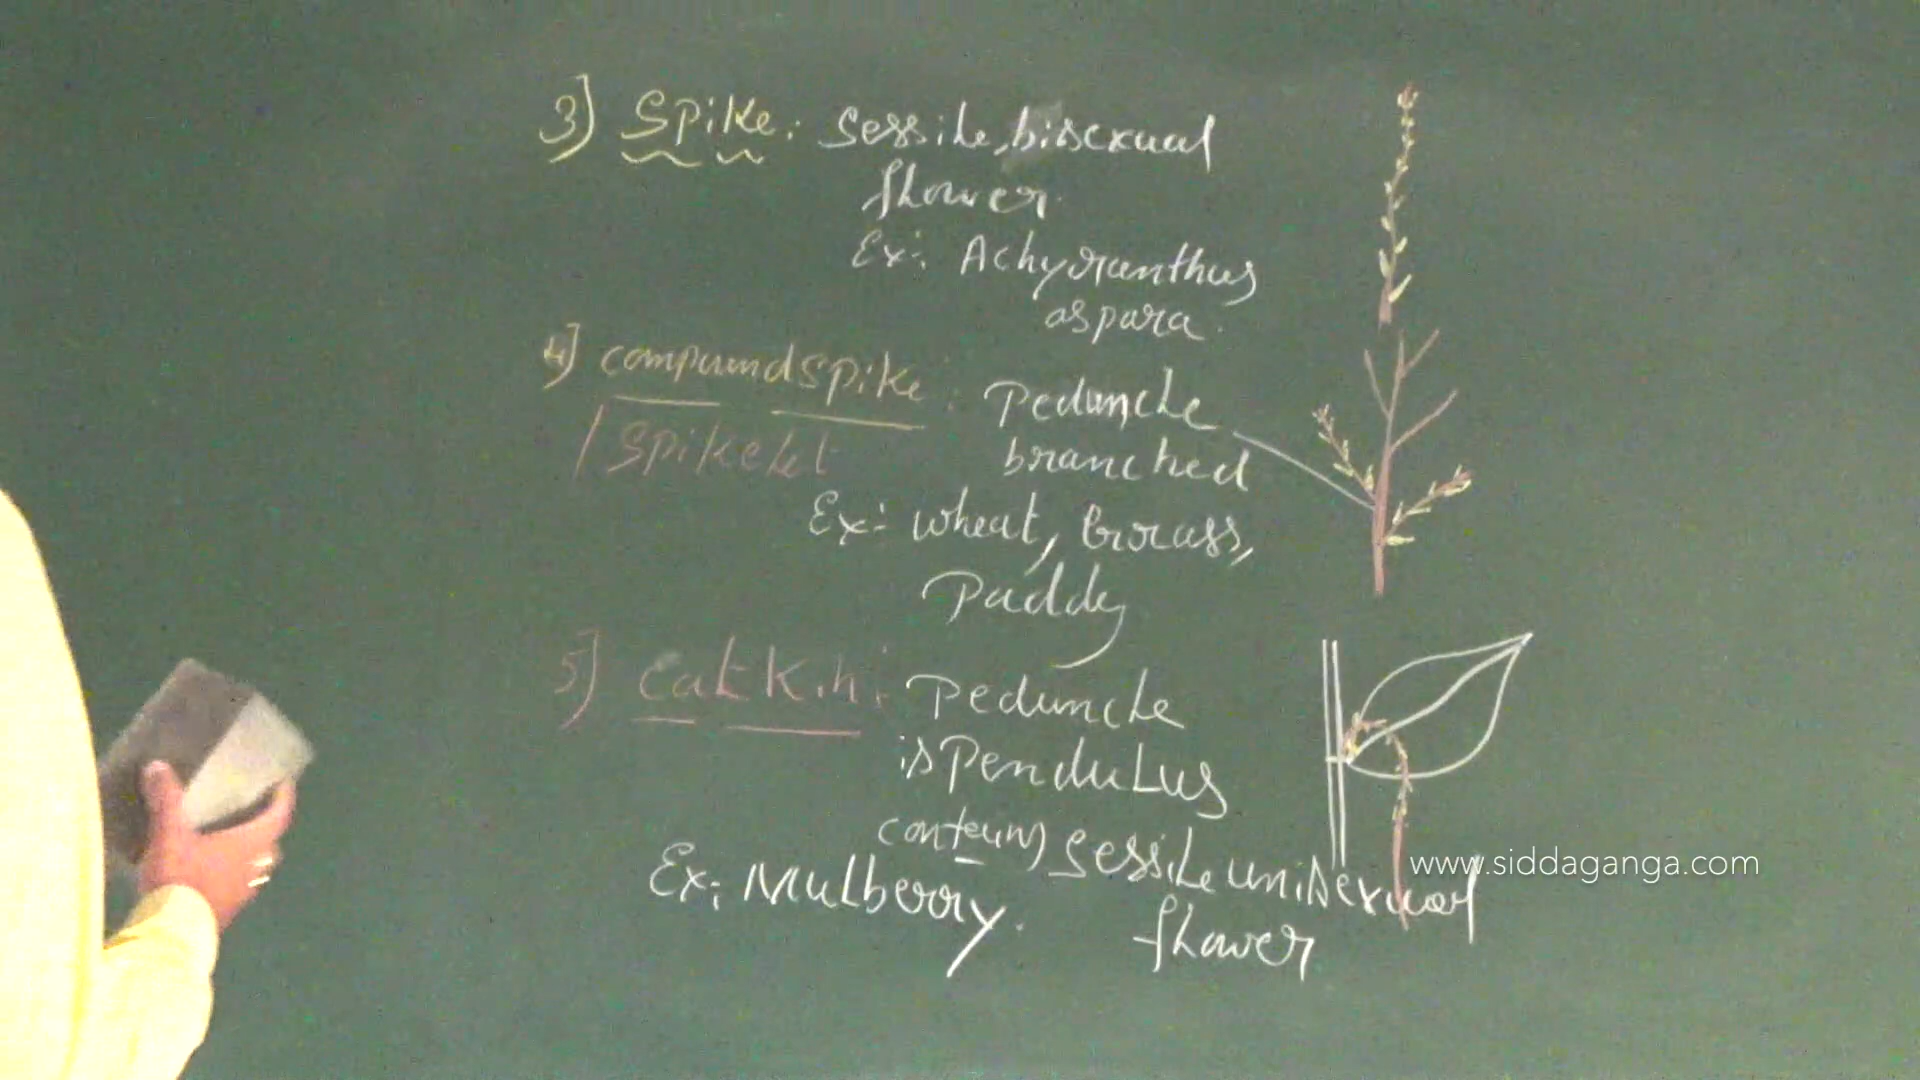 3) Spike: Sessile, bisexual
flower.
Ex:. Achyranthus
aspara.
4) compound spike: Peduncle
/ Spikelet branched
Ex:- wheat, Grass,
Paddy
5) Catkin: Peduncle
is Pendulus
contains sessile unisexual
Ex: Mulberry. flower
www.siddaganga.com